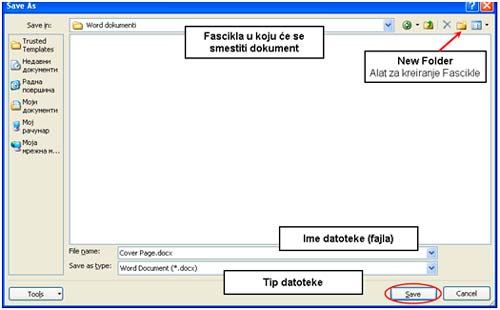 Save As
Save in:
Word dokumenti
Fascikla u koju će se
smestiti dokument
New Folder
Alat za kreiranje Fascikle
Trusted
Templates
Недавни
документи
Радна
површина
Моји
документи
Мој
рачунар
Моја
мрежна м...
Ime datoteke (fajla)
File name:
Cover Page.docx
Save as type:
Word Document (*.docx)
Tip datoteke
Tools
Save
Cancel